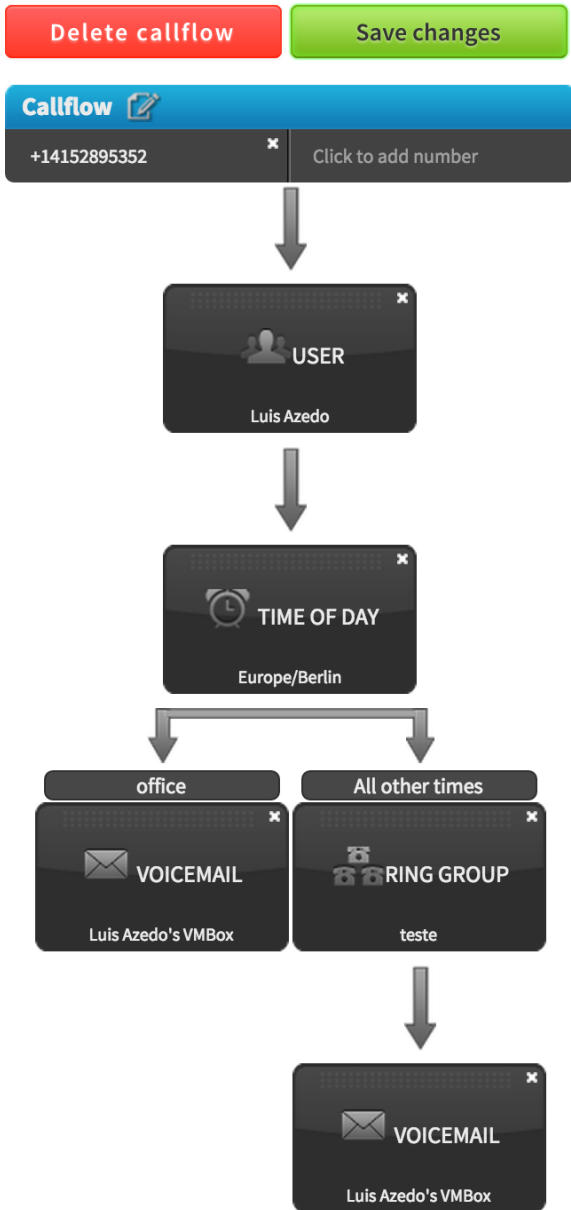 Delete callflow
Save changes
Callflow
+14152895352
Click to add number
USER
Luis Azedo
TIME OF DAY
Europe/Berlin
office
All other times
VOICEMAIL
RING GROUP
Luis Azedo's VMBox
teste
VOICEMAIL
Luis Azedo's VMBox